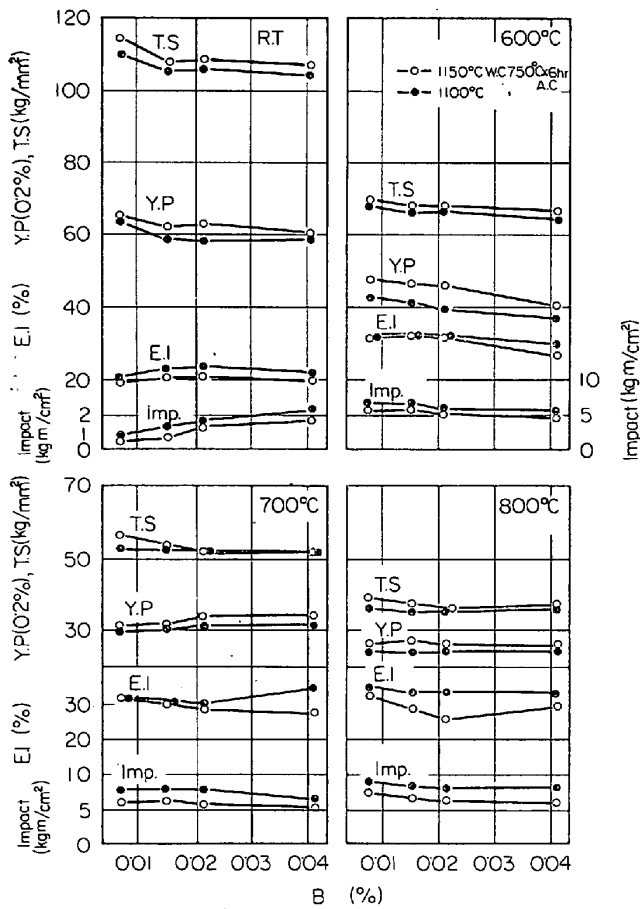 120
100
80
60
40
20
2
1
0
Y.P(0.2%), T.S(kg/mm²)
E.l (%)
Impact
(kgm/cm²)
T.S
R.T
Y.P
E.l
imp.
600°C
1150°C W.C 750°C×6hr
A.C
1100°C
T.S
Y.P
E.l
Imp.
10
5
0
Impact(kgm/cm²)
70
50
30
30
20
10
5
0
Y.P(0.2%), T.S(kg/mm²)
E.l (%)
Impact
(kgm/cm²)
700°C
T.S
Y.P
E.l
Imp.
0.01 0.02 0.03 0.04
800°C
T.S
Y.P
E.l
Imp.
0.01 0.02 0.03 0.04
B (%)